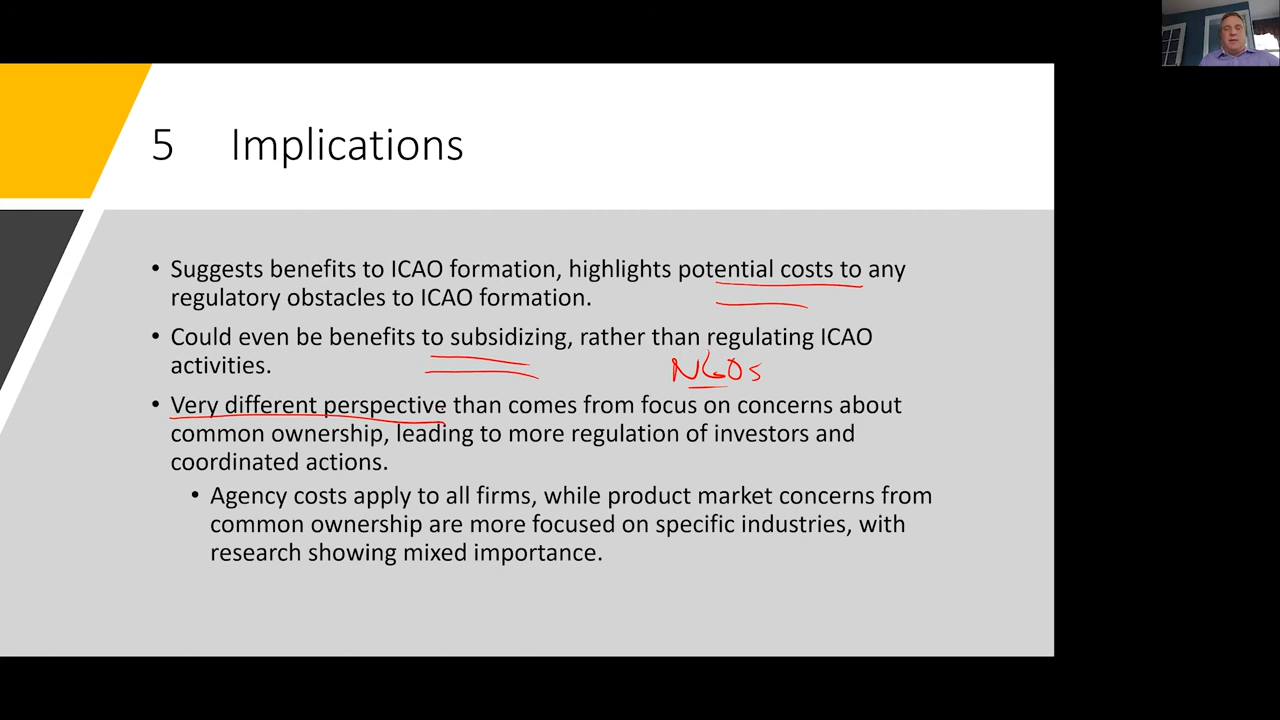 5 Implications
• Suggests benefits to ICAO formation, highlights potential costs to any
regulatory obstacles to ICAO formation.
• Could even be benefits to subsidizing, rather than regulating ICAO
activities.
NGOs
• Very different perspective than comes from focus on concerns about
common ownership, leading to more regulation of investors and
coordinated actions.
• Agency costs apply to all firms, while product market concerns from
common ownership are more focused on specific industries, with
research showing mixed importance.